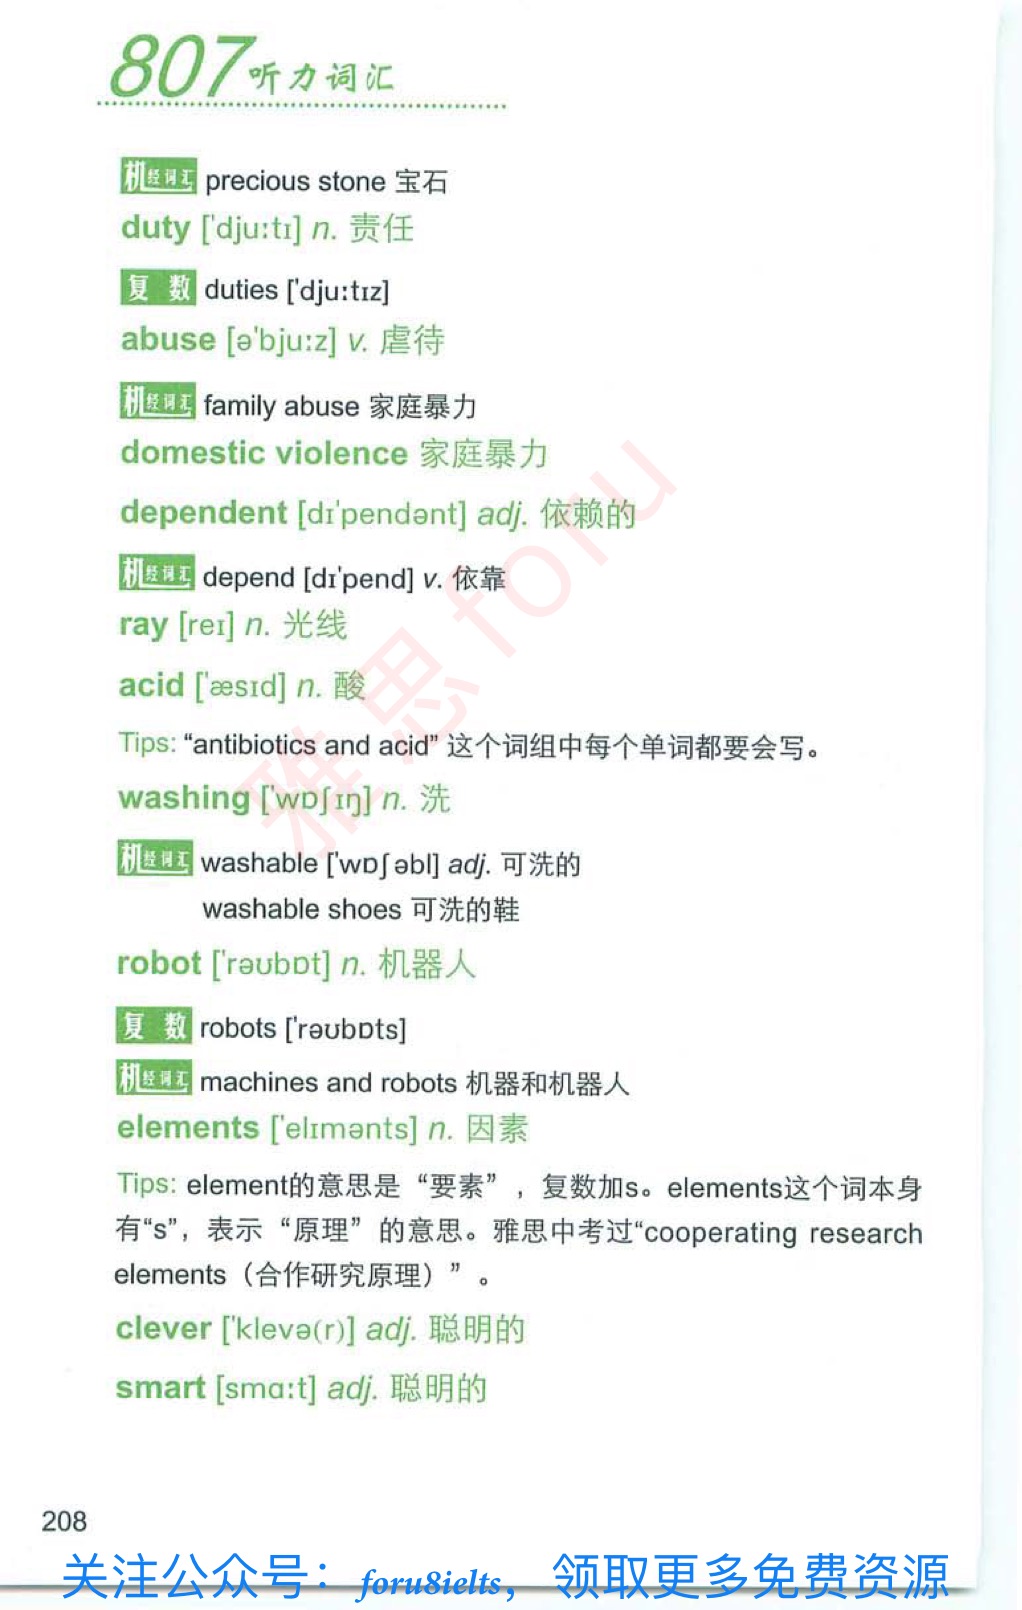 807听力词汇
机经词汇 precious stone 宝石
duty ['dju:tɪ] n. 责任
复数 duties ['dju:tɪz]
abuse [ə'bju:z] v. 虐待
机经词汇 family abuse 家庭暴力
domestic violence 家庭暴力
dependent [dɪ'pendənt] adj. 依赖的
机经词汇 depend [dɪ'pend] v. 依靠
ray [reɪ] n. 光线
acid ['æsɪd] n. 酸
Tips: “antibiotics and acid” 这个词组中每个单词都要会写。
washing ['wɒʃɪŋ] n. 洗
机经词汇 washable ['wɒʃəbl] adj. 可洗的
washable shoes 可洗的鞋
robot ['rəʊbɒt] n. 机器人
复数 robots ['rəʊbɒts]
机经词汇 machines and robots 机器和机器人
elements ['elɪmənts] n. 因素
Tips: element的意思是“要素”，复数加s。elements这个词本身
有“s”，表示“原理”的意思。雅思中考过“cooperating research
elements（合作研究原理）”。
clever ['klevə(r)] adj. 聪明的
smart [smɑ:t] adj. 聪明的
雅思foru
208
关注公众号：foru8ielts，领取更多免费资源